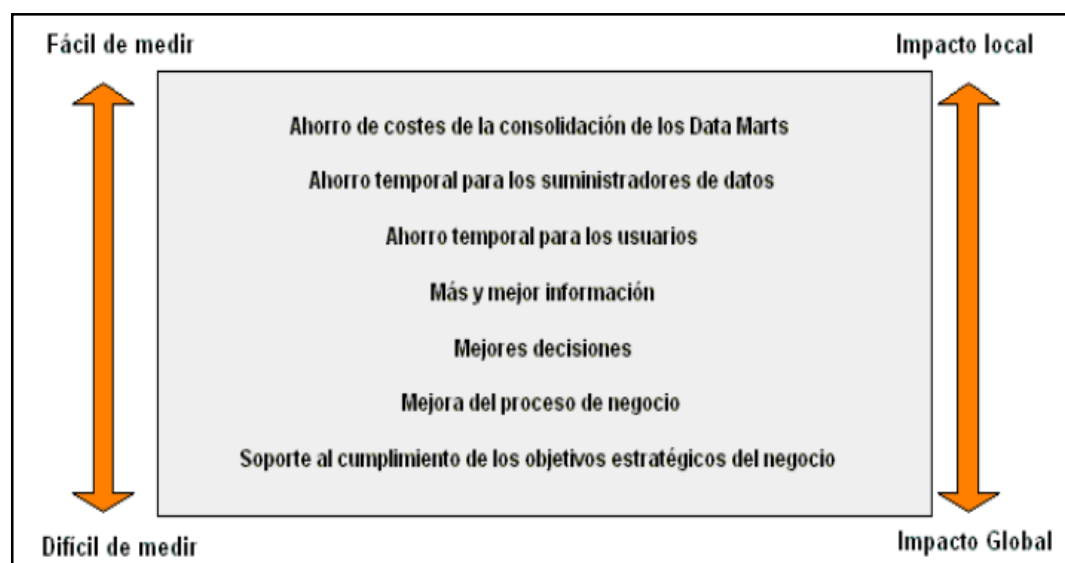 Fácil de medir
Impacto local
Ahorro de costes de la consolidación de los Data Marts
Ahorro temporal para los suministradores de datos
Ahorro temporal para los usuarios
Más y mejor información
Mejores decisiones
Mejora del proceso de negocio
Soporte al cumplimiento de los objetivos estratégicos del negocio
Difícil de medir
Impacto Global